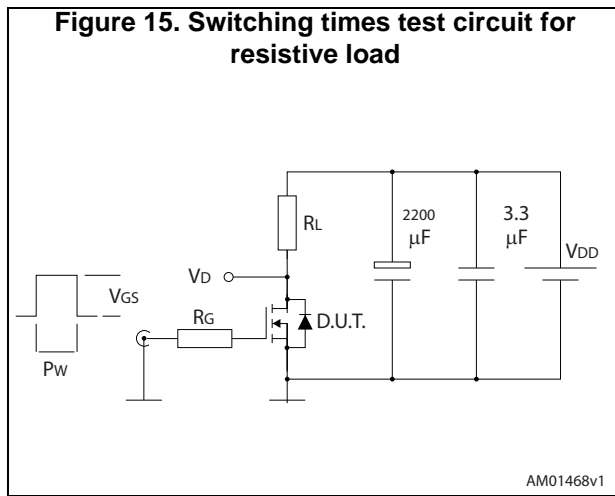 Figure 15. Switching times test circuit for
resistive load
RL
2200
μF
3.3
μF
VDD
VD
VGS
RG
D.U.T.
PW
AM01468v1